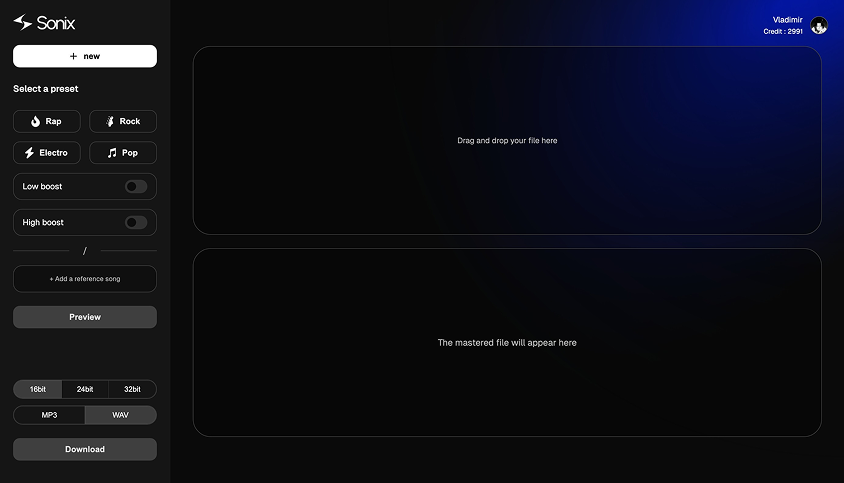 Sonix
+ new
Select a preset
Rap
Rock
Electro
Pop
Low boost
High boost
/
+ Add a reference song
Preview
16bit
24bit
32bit
MP3
WAV
Download
Vladimir
Credit : 2991
Drag and drop your file here
The mastered file will appear here